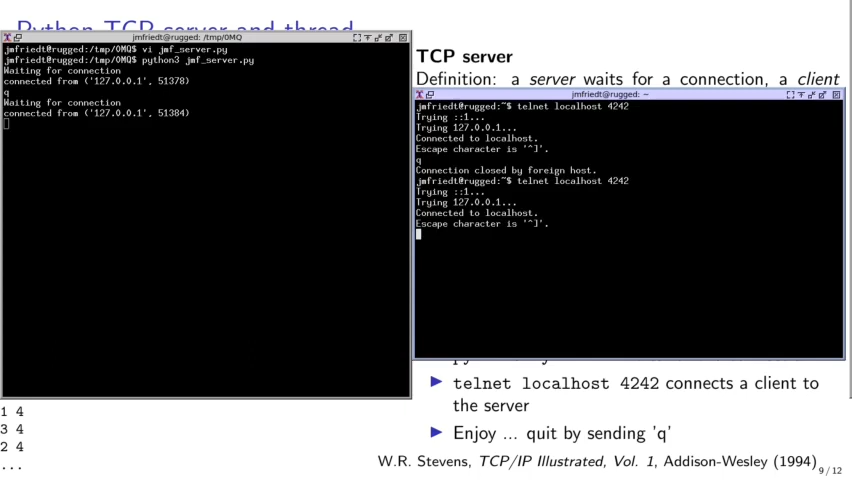 Python TCP server and thread
jmfriedt@rugged: /tmp/0MQ
jmfriedt@rugged:/tmp/0MQ$ vi jmf_server.py
jmfriedt@rugged:/tmp/0MQ$ python3 jmf_server.py
Waiting for connection
connected from ('127.0.0.1', 51378)
q
Waiting for connection
connected from ('127.0.0.1', 51384)
1 4
3 4
2 4
...
TCP server
Definition: a server waits for a connection, a client
jmfriedt@rugged: ~
jmfriedt@rugged:~$ telnet localhost 4242
Trying ::1...
Trying 127.0.0.1...
Connected to localhost.
Escape character is '^]'.
q
Connection closed by foreign host.
jmfriedt@rugged:~$ telnet localhost 4242
Trying ::1...
Trying 127.0.0.1...
Connected to localhost.
Escape character is '^]'.
▶ telnet localhost 4242 connects a client to
the server
▶ Enjoy ... quit by sending 'q'
W.R. Stevens, TCP/IP Illustrated, Vol. 1, Addison-Wesley (1994)
9 / 12